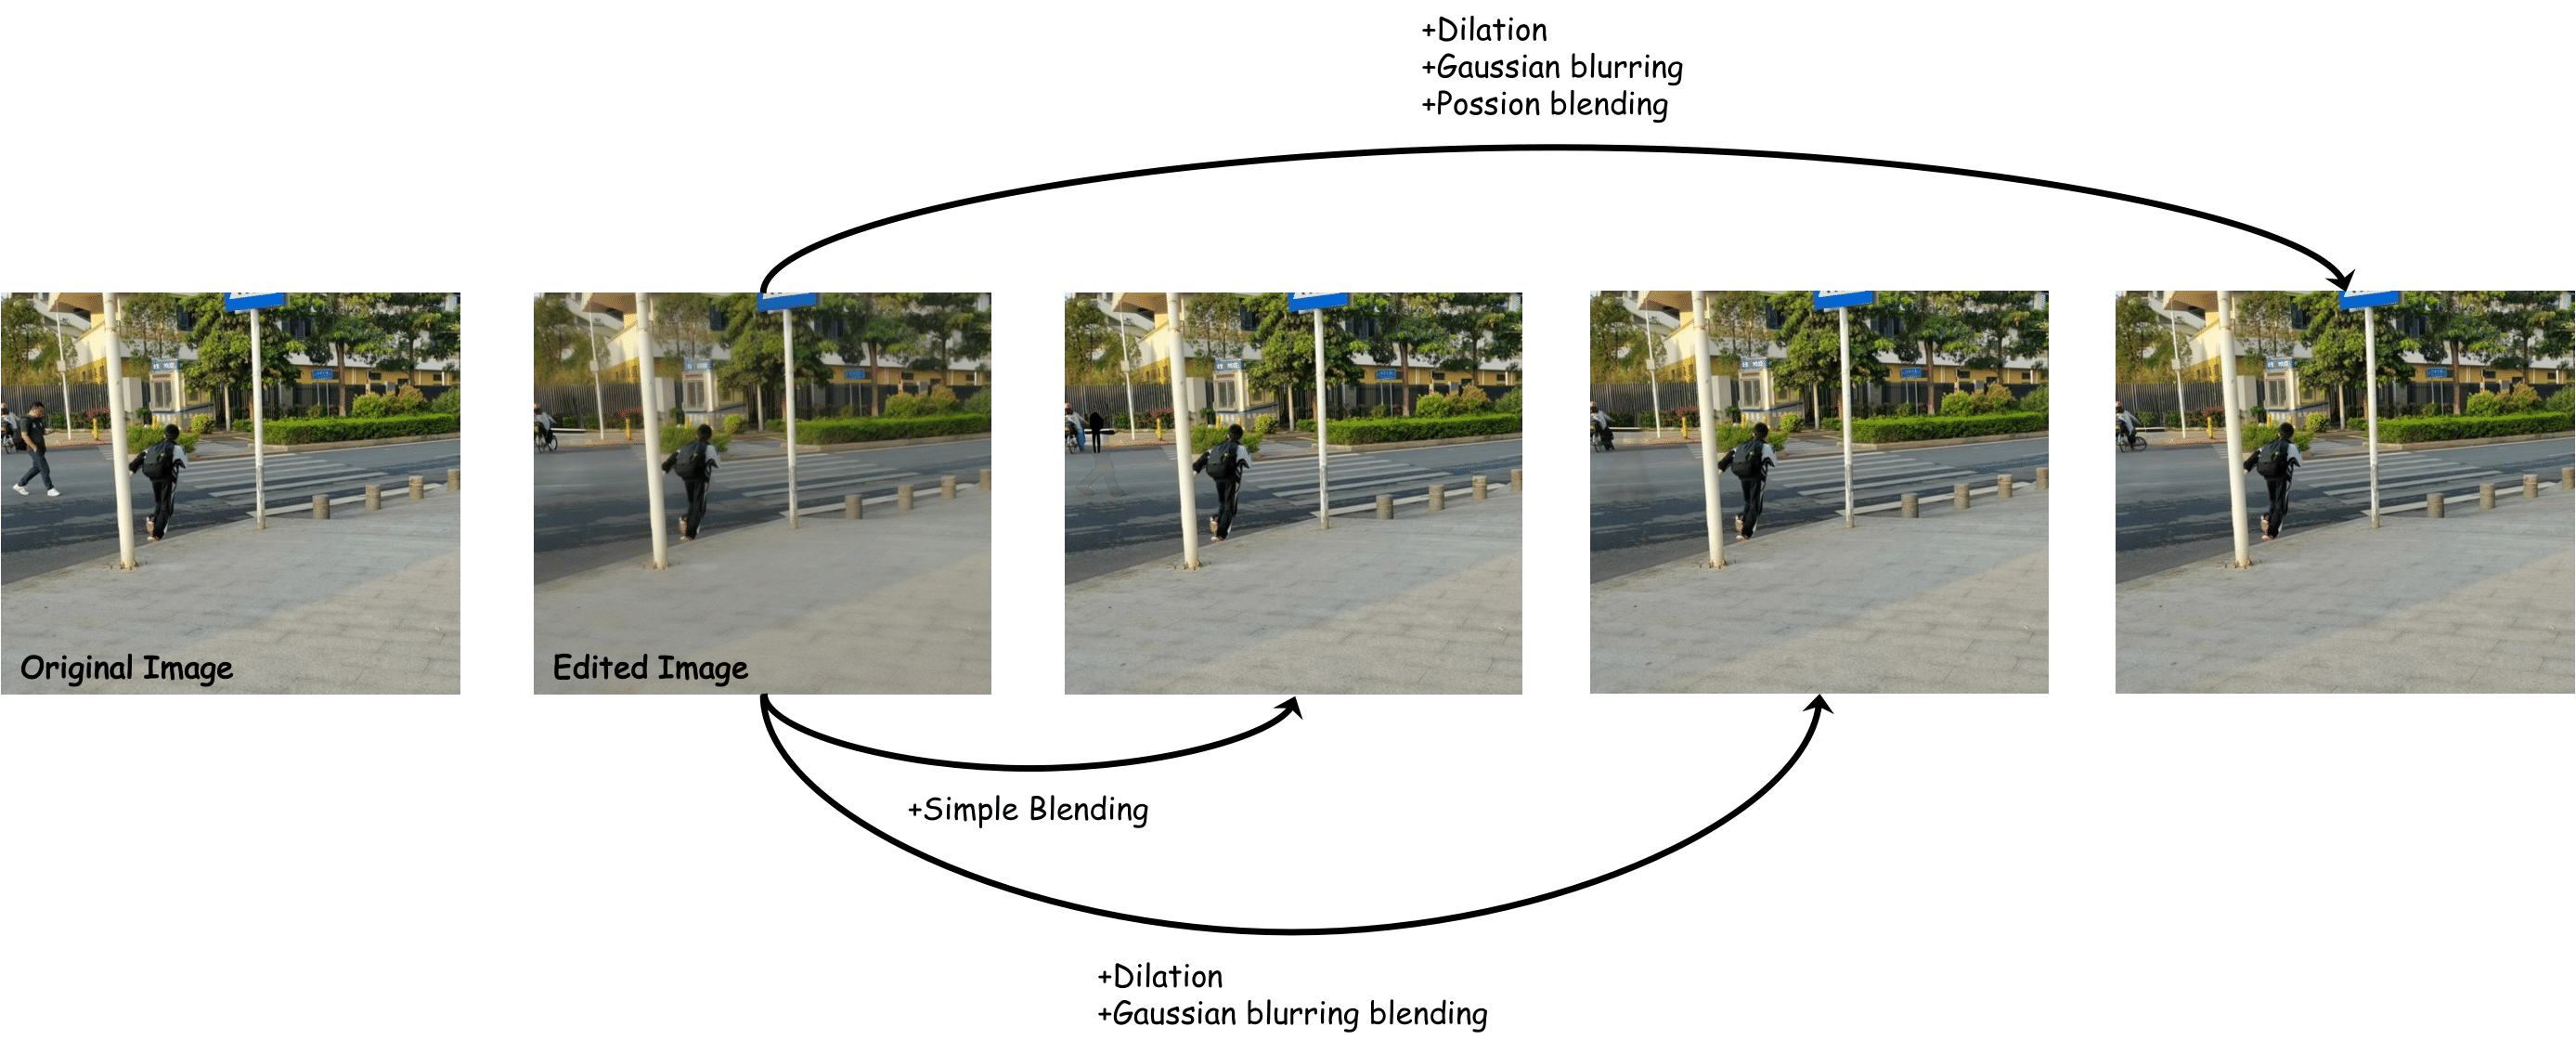 +Dilation
+Gaussian blurring
+Possion blending
Original Image
Edited Image
+Simple Blending
+Dilation
+Gaussian blurring blending